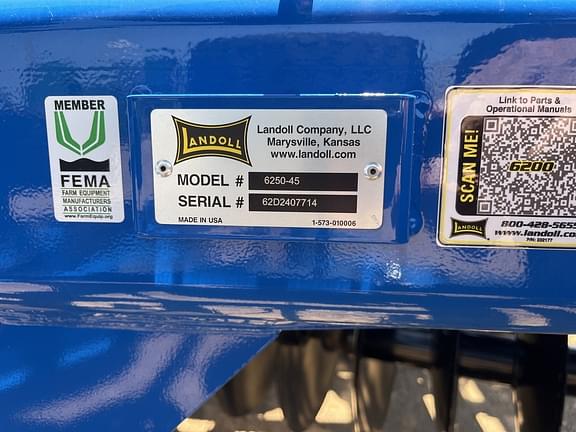 MEMBER
FEMA
FARM EQUIPMENT
MANUFACTURERS
ASSOCIATION
www.FarmEquip.org
LANDOLL
Landoll Company, LLC
Marysville, Kansas
www.landoll.com
MODEL # 6250-45
SERIAL # 62D2407714
MADE IN USA 1-573-010006
Link to Parts &
Operational Manuals
SCAN ME!
6200
LANDOLL
800-428-565
www.landoll.com